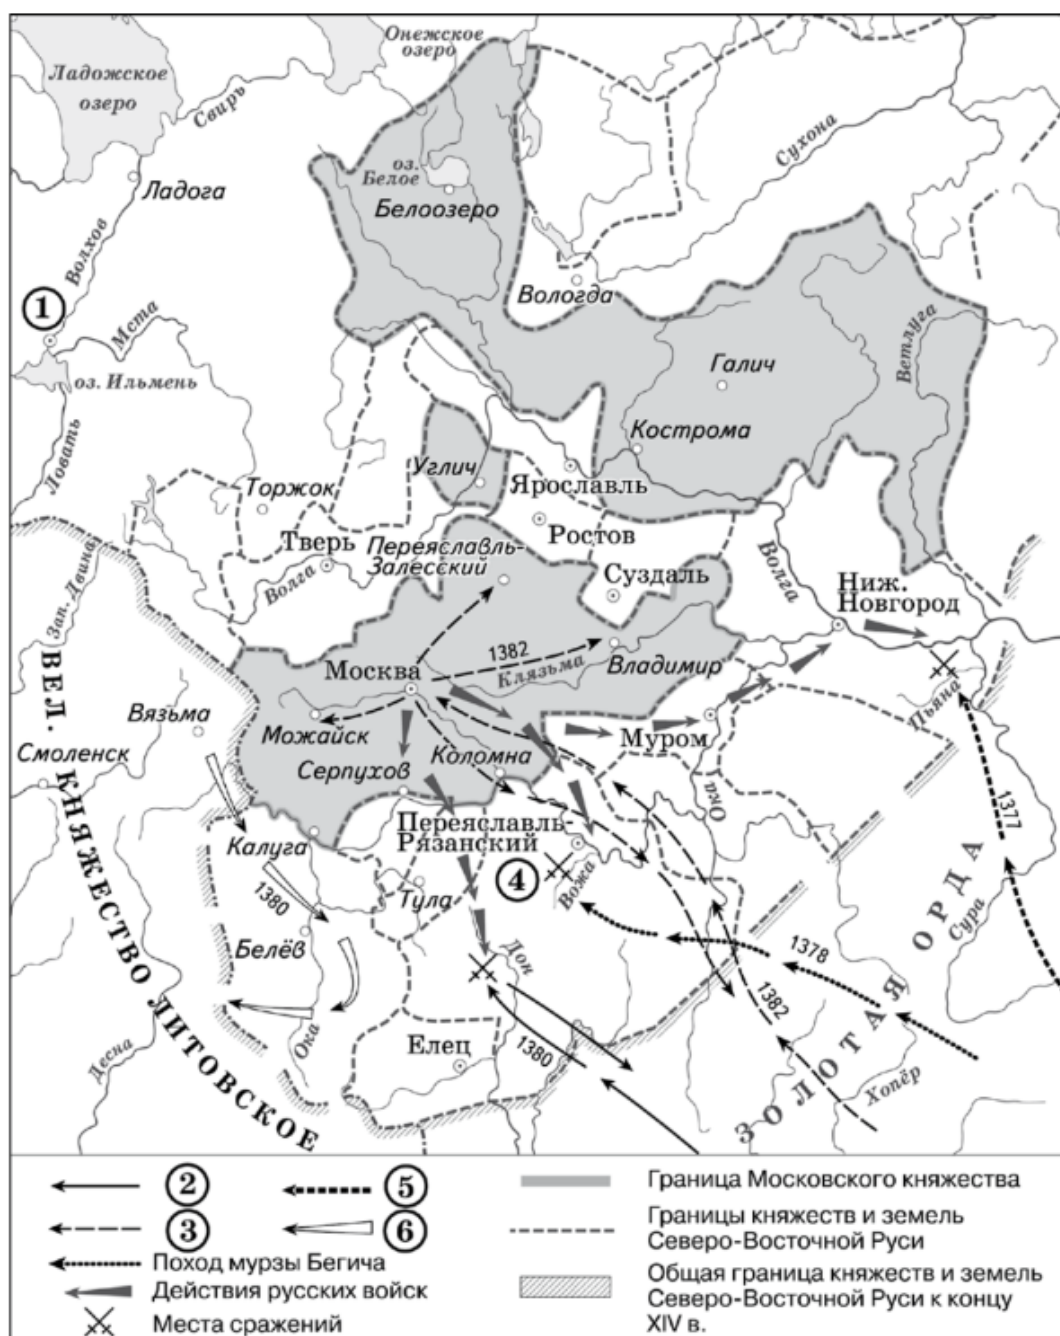 Онежское
озеро
Ладожское
озеро
Свирь
Сухона
оз.
Белое
Ладога
Белоозеро
Волхов
1
Вологда
Мста
оз. Ильмень
Ветлуга
Галич
Ловать
Кострома
Углич
Торжок
Ярославль
Тверь
Переяславль-
Залесский
Ростов
Зап. Двина
Волга
Суздаль
Волга
Ниж.
Новгород
1382
Москва
Клязьма
Владимир
Вязьма
Пьяна
Смоленск
Можайск
Муром
Серпухов
Коломна
Ока
Переяславль-
Рязанский
1377
Калуга
4
Вожа
1380
Тула
Белёв
Дон
Сура
1378
1382
Ока
Елец
1380
Десна
Хопёр
ВЕЛ. КНЯЖЕСТВО ЛИТОВСКОЕ
ЗОЛОТАЯ ОРДА
2
5
Граница Московского княжества
3
6
Границы княжеств и земель
Северо-Восточной Руси
Поход мурзы Бегича
Действия русских войск
Общая граница княжеств и земель
Северо-Восточной Руси к концу
XIV в.
Места сражений